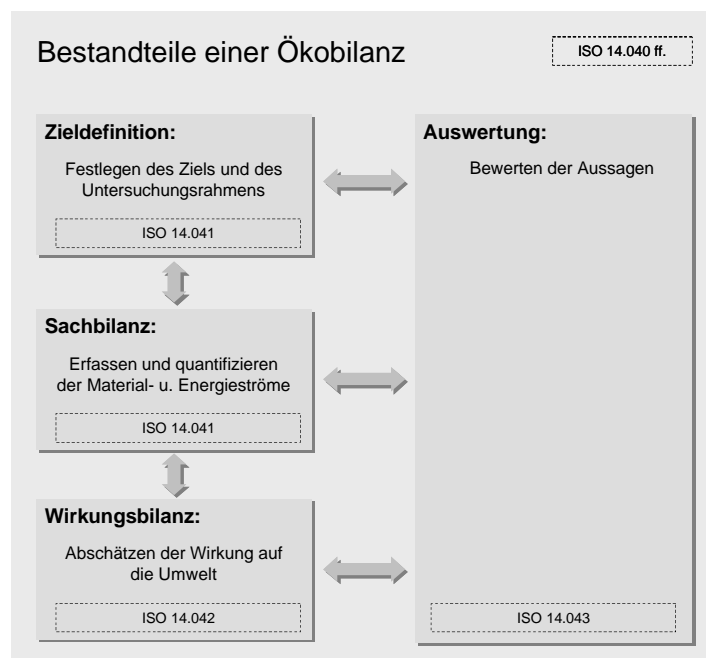 Bestandteile einer Ökobilanz
ISO 14.040 ff.
Zieldefinition:
Festlegen des Ziels und des
Untersuchungsrahmens
ISO 14.041
Sachbilanz:
Erfassen und quantifizieren
der Material- u. Energieströme
ISO 14.041
Wirkungsbilanz:
Abschätzen der Wirkung auf
die Umwelt
ISO 14.042
Auswertung:
Bewerten der Aussagen
ISO 14.043